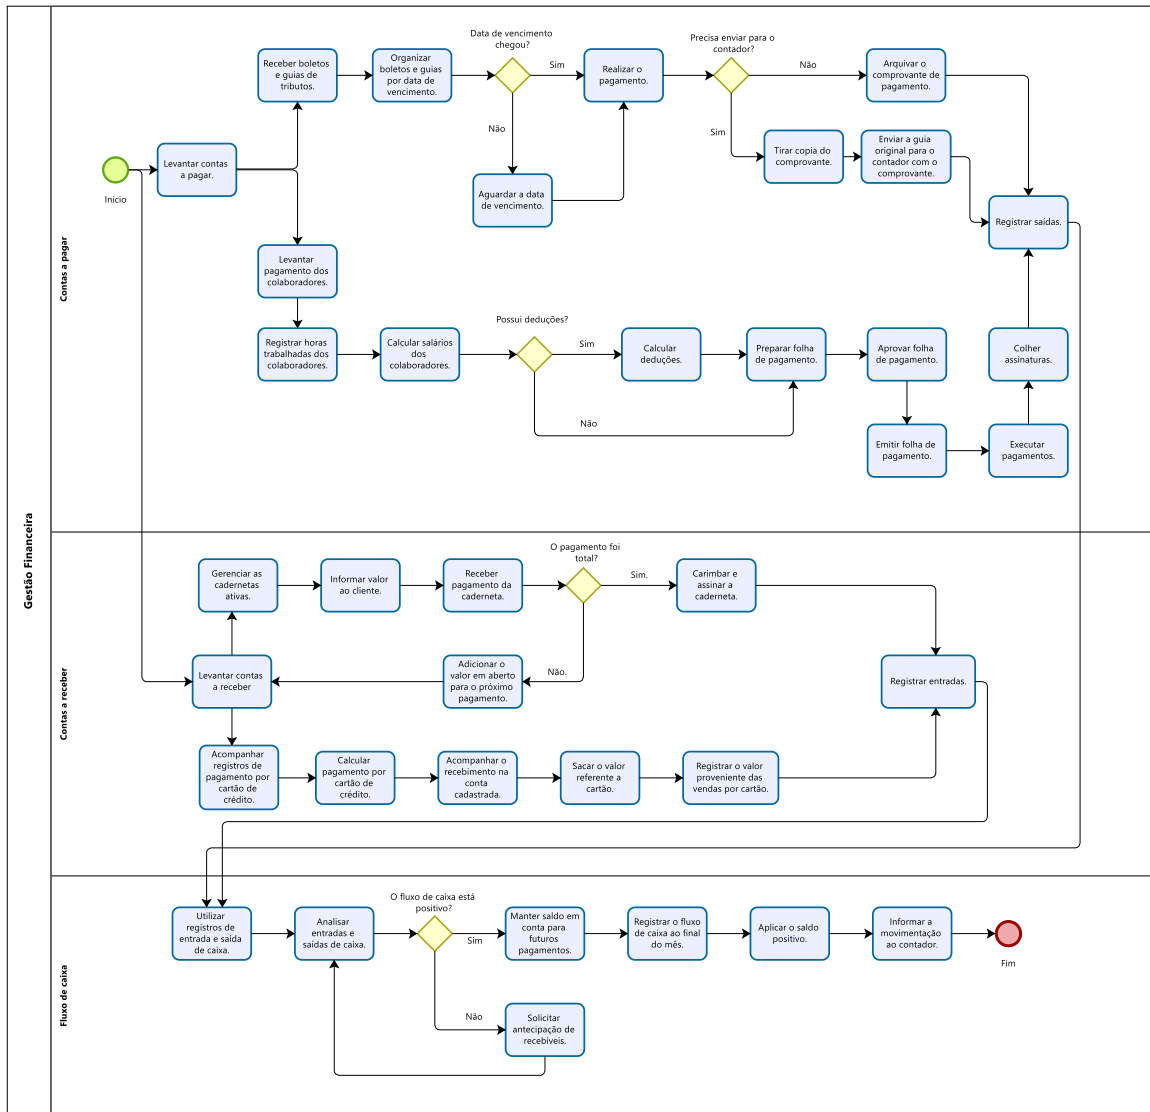 Gestão Financeira
Contas a pagar
Início
Levantar contas
a pagar.
Receber boletos
e guias de
tributos.
Organizar
boletos e guias
por data de
vencimento.
Data de vencimento
chegou?
Sim
Não
Aguardar a data
de vencimento.
Realizar o
pagamento.
Precisa enviar para o
contador?
Não
Sim
Arquivar o
comprovante de
pagamento.
Tirar copia do
comprovante.
Enviar a guia
original para o
contador com o
comprovante.
Registrar saídas.
Levantar
pagamento dos
colaboradores.
Registrar horas
trabalhadas dos
colaboradores.
Calcular salários
dos
colaboradores.
Possui deduções?
Sim
Não
Calcular
deduções.
Preparar folha
de pagamento.
Aprovar folha
de pagamento.
Emitir folha de
pagamento.
Executar
pagamentos.
Colher
assinaturas.
Contas a receber
Levantar contas
a receber
Gerenciar as
cadernetas
ativas.
Informar valor
ao cliente.
Receber
pagamento da
caderneta.
O pagamento foi
total?
Sim.
Não.
Carimbar e
assinar a
caderneta.
Adicionar o
valor em aberto
para o próximo
pagamento.
Registrar entradas.
Acompanhar
registros de
pagamento por
cartão de
crédito.
Calcular
pagamento por
cartão de
crédito.
Acompanhar o
recebimento na
conta
cadastrada.
Sacar o valor
referente a
cartão.
Registrar o valor
proveniente das
vendas por cartão.
Fluxo de caixa
Utilizar
registros de
entrada e saída
de caixa.
Analisar
entradas e
saídas de caixa.
O fluxo de caixa está
positivo?
Sim
Não
Manter saldo em
conta para
futuros
pagamentos.
Registrar o fluxo
de caixa ao final
do mês.
Aplicar o saldo
positivo.
Informar a
movimentação
ao contador.
Fim
Solicitar
antecipação de
recebíveis.